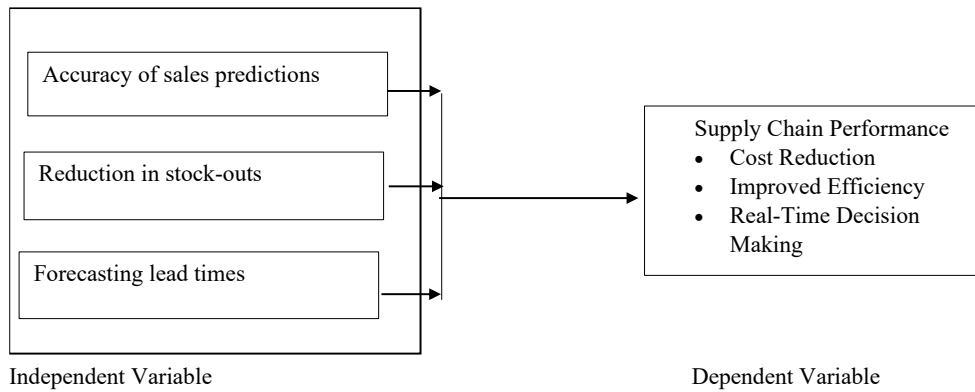 Accuracy of sales predictions
Reduction in stock-outs
Forecasting lead times
Supply Chain Performance
• Cost Reduction
• Improved Efficiency
• Real-Time Decision
Making
Independent Variable
Dependent Variable